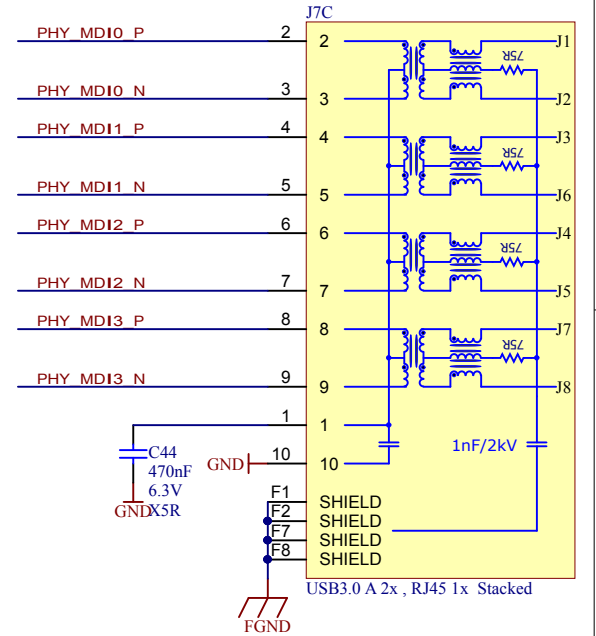 J7C
PHY_MDI0_P 2 2 J1
75R
PHY_MDI0_N 3 3 J2
PHY_MDI1_P 4 4 J3
75R
PHY_MDI1_N 5 5 J6
PHY_MDI2_P 6 6 J4
75R
PHY_MDI2_N 7 7 J5
PHY_MDI3_P 8 8 J7
75R
PHY_MDI3_N 9 9 J8
1 1
C44
1nF/2kV
GND 10 10
470nF
6.3V
X5R
GND
F1 SHIELD
F2 SHIELD
F7 SHIELD
F8 SHIELD
USB3.0 A 2x , RJ45 1x Stacked
FGND